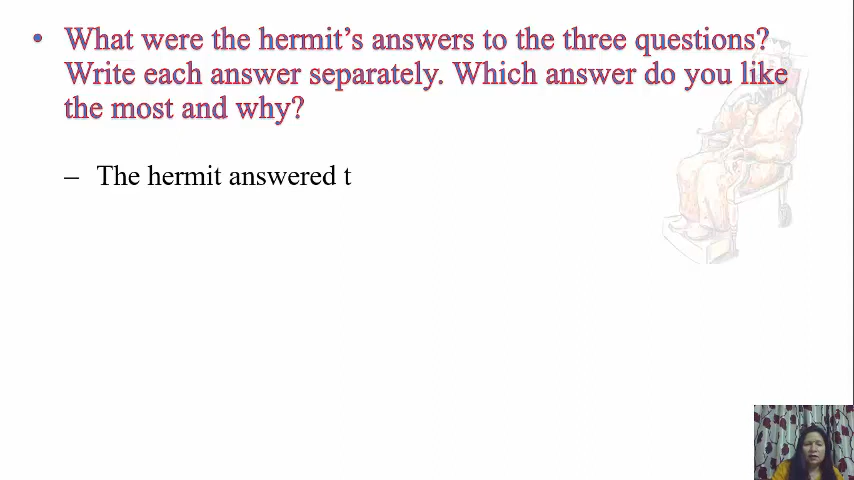 • What were the hermit's answers to the three questions?
Write each answer separately. Which answer do you like
the most and why?
– The hermit answered t